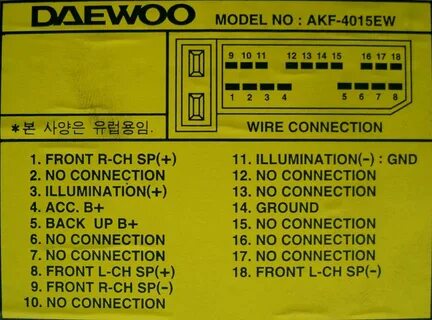 DAEWOO MODEL NO : AKF-4015EW
9 10 11 12 13 14 15 16 17 18
1 2 3 4 5 6 7 8
*본 사양은 유럽용임.
WIRE CONNECTION
1. FRONT R-CH SP(+)
2. NO CONNECTION
3. ILLUMINATION(+)
4. ACC. B+
5. BACK UP B+
6. NO CONNECTION
7. NO CONNECTION
8. FRONT L-CH SP(+)
9. FRONT R-CH SP(-)
10. NO CONNECTION
11. ILLUMINATION(-) : GND
12. NO CONNECTION
13. NO CONNECTION
14. GROUND
15. NO CONNECTION
16. NO CONNECTION
17. NO CONNECTION
18. FRONT L-CH SP(-)